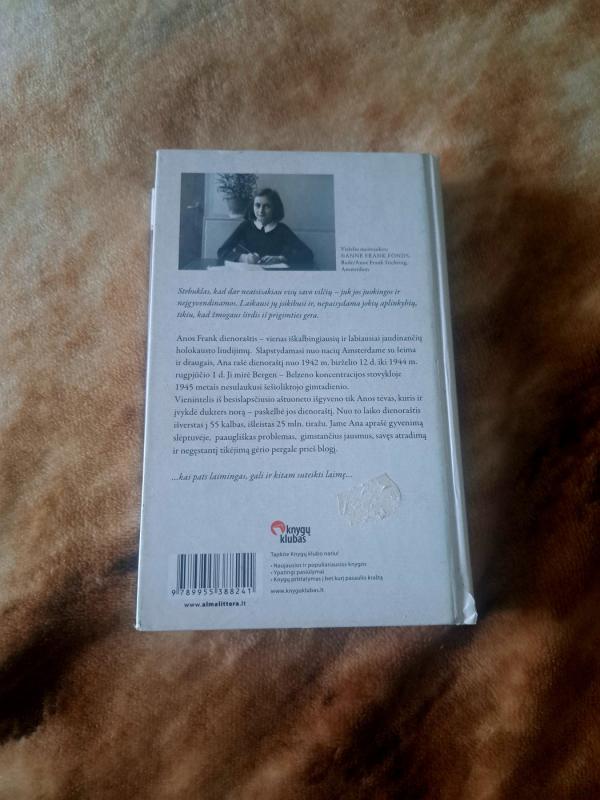 Viršelio nuotraukos:
©ANNE FRANK FONDS,
Basle/Anne Frank Stichting,
Amsterdam
Stebuklas, kad dar neatsisakiau visų savo vilčių – juk jos juokingos ir
neįgyvendinamos. Laikausi jų įsikibusi ir, nepaisydama jokių aplinkybių,
tikiu, kad žmogaus širdis iš prigimties gera.
Anos Frank dienoraštis – vienas iškalbingiausių ir labiausiai jaudinančių
holokausto liudijimų. Slapstydamasi nuo nacių Amsterdame su šeima
ir draugais, Ana rašė dienoraštį nuo 1942 m. birželio 12 d. iki 1944 m.
rugpjūčio 1 d. Ji mirė Bergen – Belzeno koncentracijos stovykloje
1945 metais nesulaukusi šešioliktojo gimtadienio.
Vienintelis iš besislapsčiusio aštuoneto išgyveno tik Anos tėvas, kuris ir
įvykdė dukters norą – paskelbė jos dienoraštį. Nuo to laiko dienoraštis
išverstas į 55 kalbas, išleistas 25 mln. tiražu. Jame Ana aprašė gyvenimą
slėptuvėje, paaugliškas problemas, gimstančius jausmus, savęs atradimą
ir negęstantį tikėjimą gėrio pergale prieš blogį.
...kas pats laimingas, gali ir kitam suteikti laimę...
knygų
klubas
Tapkite Knygų klubo nariu!
• Naujausios ir populiariausios knygos
• Ypatingi pasiūlymai
• Knygų pristatymas į bet kurį pasaulio kraštą
www.knyguklubas.lt
9 789955 388241
www.almalittera.lt